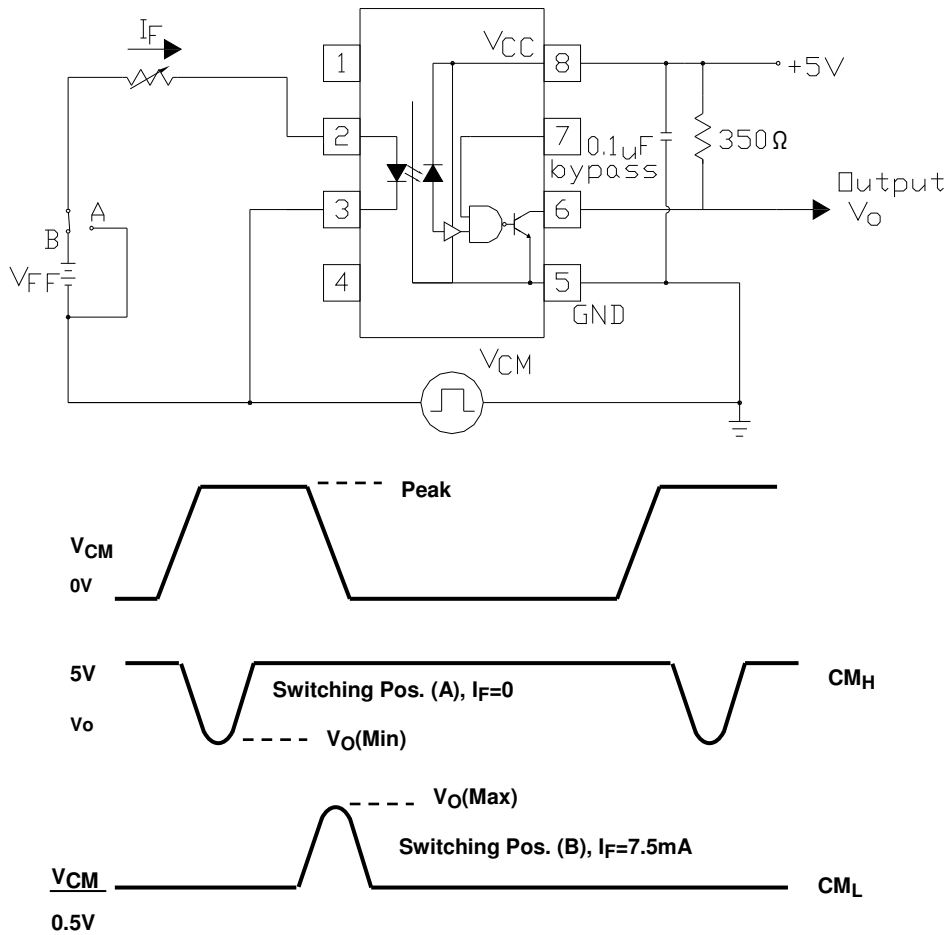 IF
1
VCC
8
+5V
2
7
0.1uF
bypass
350Ω
3
6
Output
Vo
A
B
VFF
4
5
GND
VCM
Peak
VCM
0V
5V
Switching Pos. (A), IF=0
CMH
Vo
VO(Min)
VO(Max)
Switching Pos. (B), IF=7.5mA
VCM
CML
0.5V